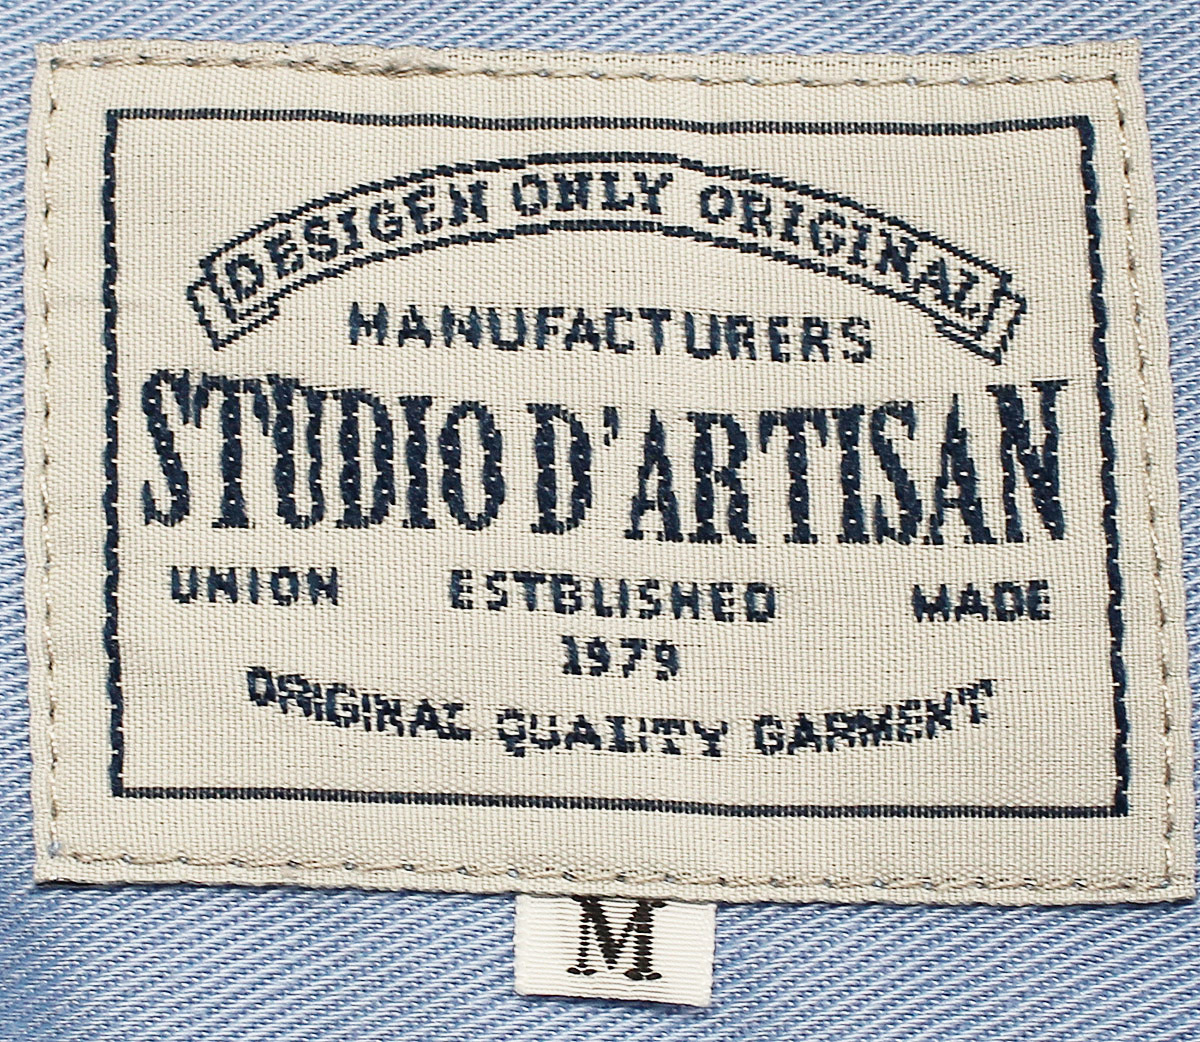 DESIGEN ONLY ORIGINAL
MANUFACTURERS
STUDIO D'ARTISAN
UNION ESTBLISHED MADE
1979
ORIGINAL QUALITY GARMENT
M